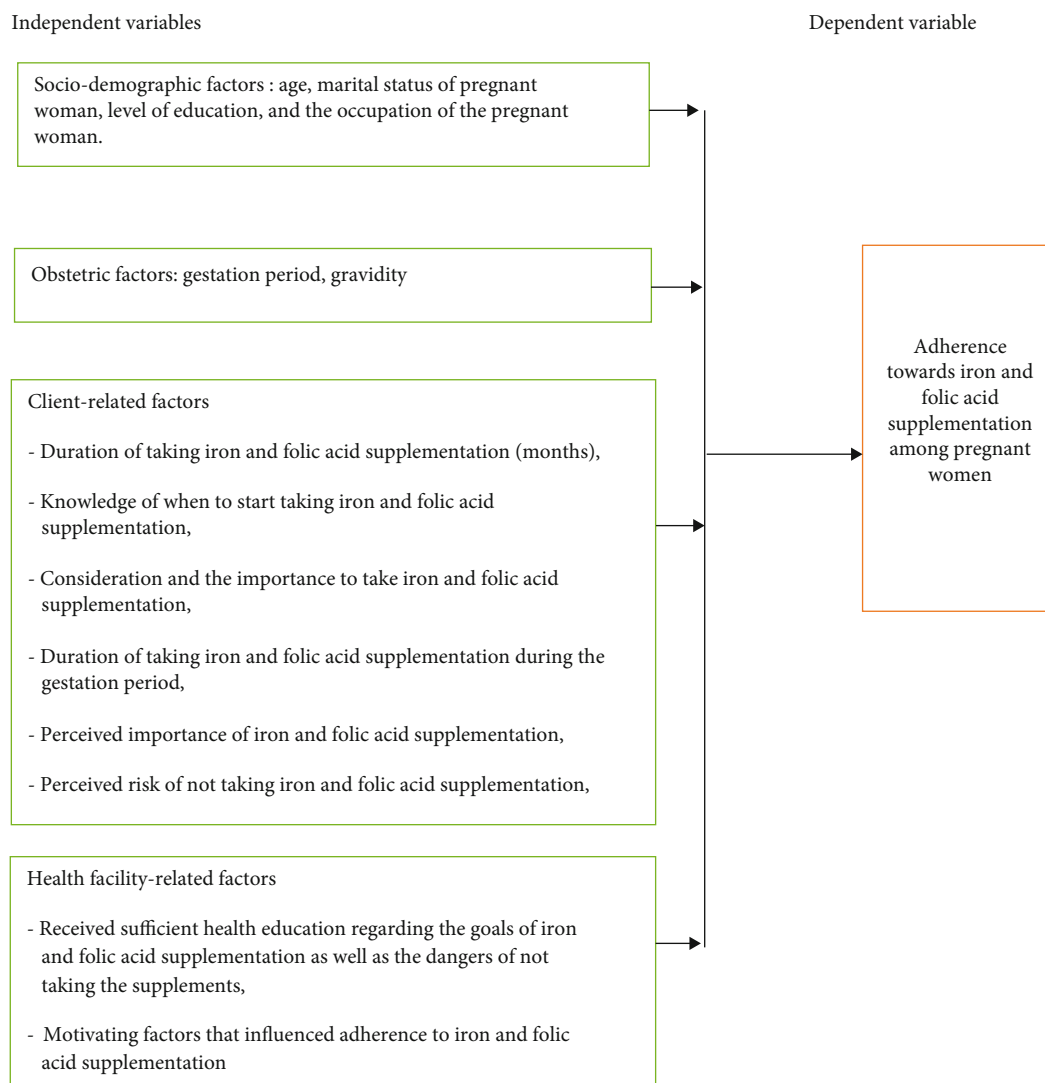 Independent variables
Dependent variable
Socio-demographic factors : age, marital status of pregnant
woman, level of education, and the occupation of the pregnant
woman.
Obstetric factors: gestation period, gravidity
Client-related factors
- Duration of taking iron and folic acid supplementation (months),
- Knowledge of when to start taking iron and folic acid
supplementation,
- Consideration and the importance to take iron and folic acid
supplementation,
- Duration of taking iron and folic acid supplementation during the
gestation period,
- Perceived importance of iron and folic acid supplementation,
- Perceived risk of not taking iron and folic acid supplementation,
Health facility-related factors
- Received sufficient health education regarding the goals of iron
and folic acid supplementation as well as the dangers of not
taking the supplements,
- Motivating factors that influenced adherence to iron and folic
acid supplementation
Adherence
towards iron and
folic acid
supplementation
among pregnant
women